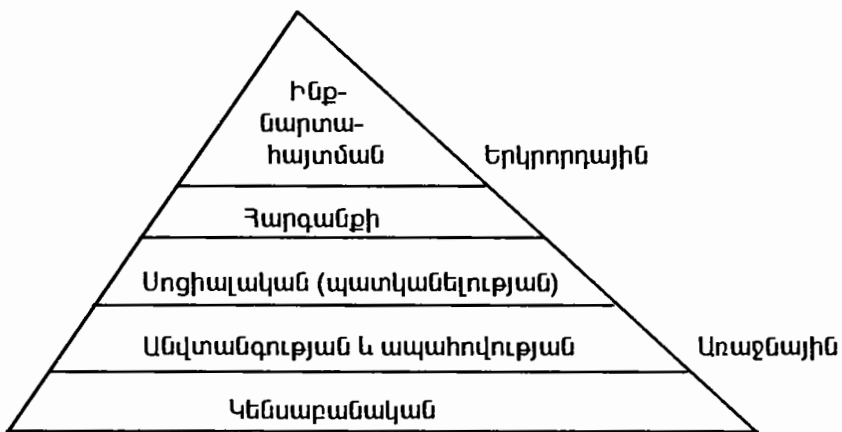 Ինք-
նարտա-
հայտման
Երկրորդային
Հարգանքի
Սոցիալական (պատկանելության)
Անվտանգության և ապահովության
Առաջնային
Կենսաբանական